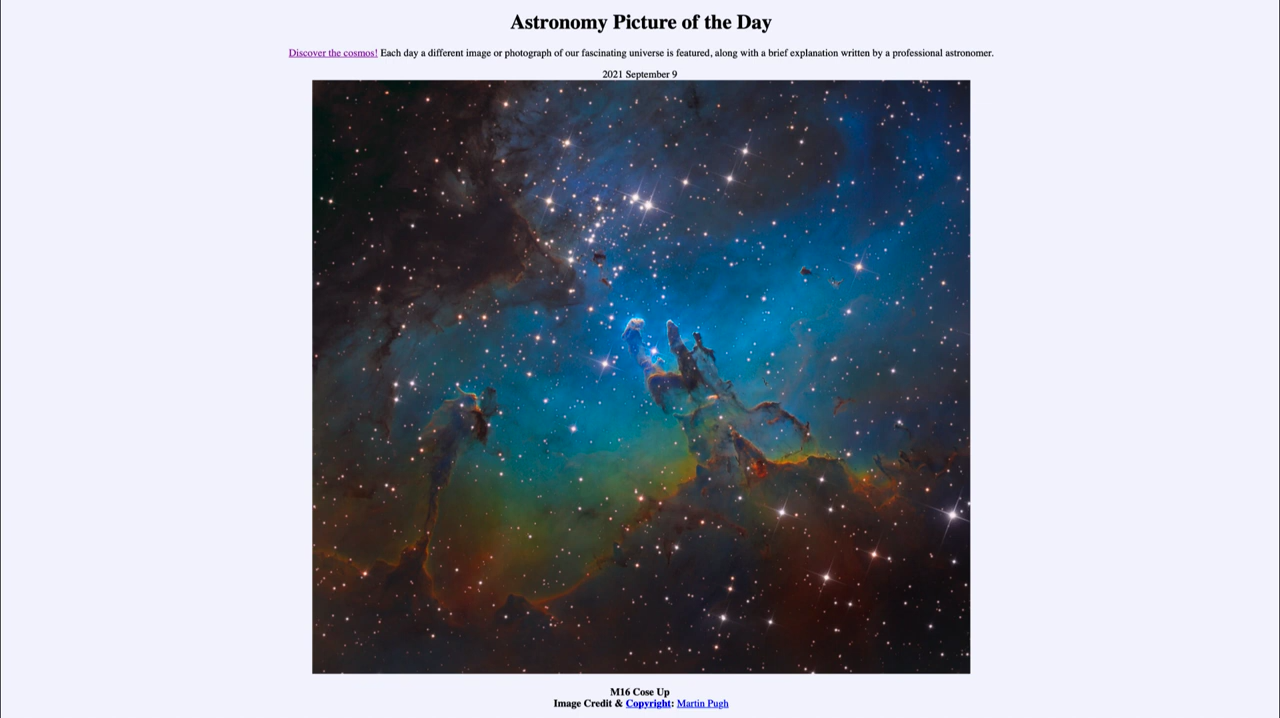 Astronomy Picture of the Day
Discover the cosmos! Each day a different image or photograph of our fascinating universe is featured, along with a brief explanation written by a professional astronomer.
2021 September 9
M16 Cose Up
Image Credit & Copyright: Martin Pugh